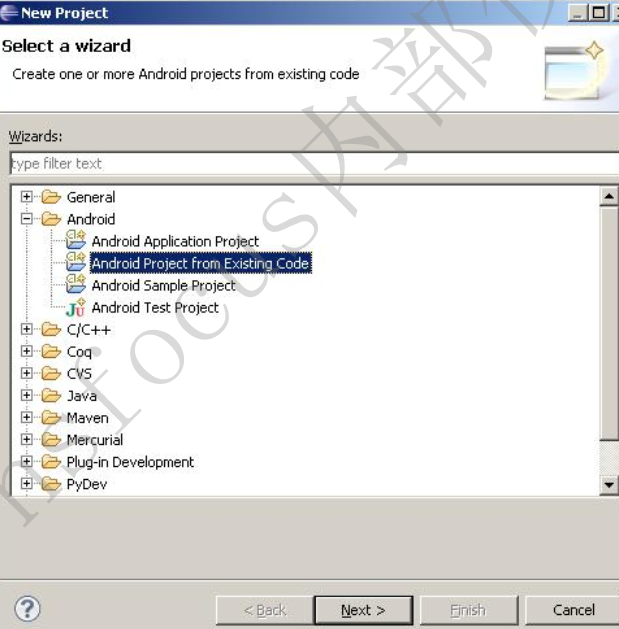 New Project
Select a wizard
Create one or more Android projects from existing code
Wizards:
type filter text
General
Android
Android Application Project
Android Project from Existing Code
Android Sample Project
Android Test Project
C/C++
Coq
CVS
Java
Maven
Mercurial
Plug-in Development
PyDev
< Back
Next >
Finish
Cancel
nsfocus内部